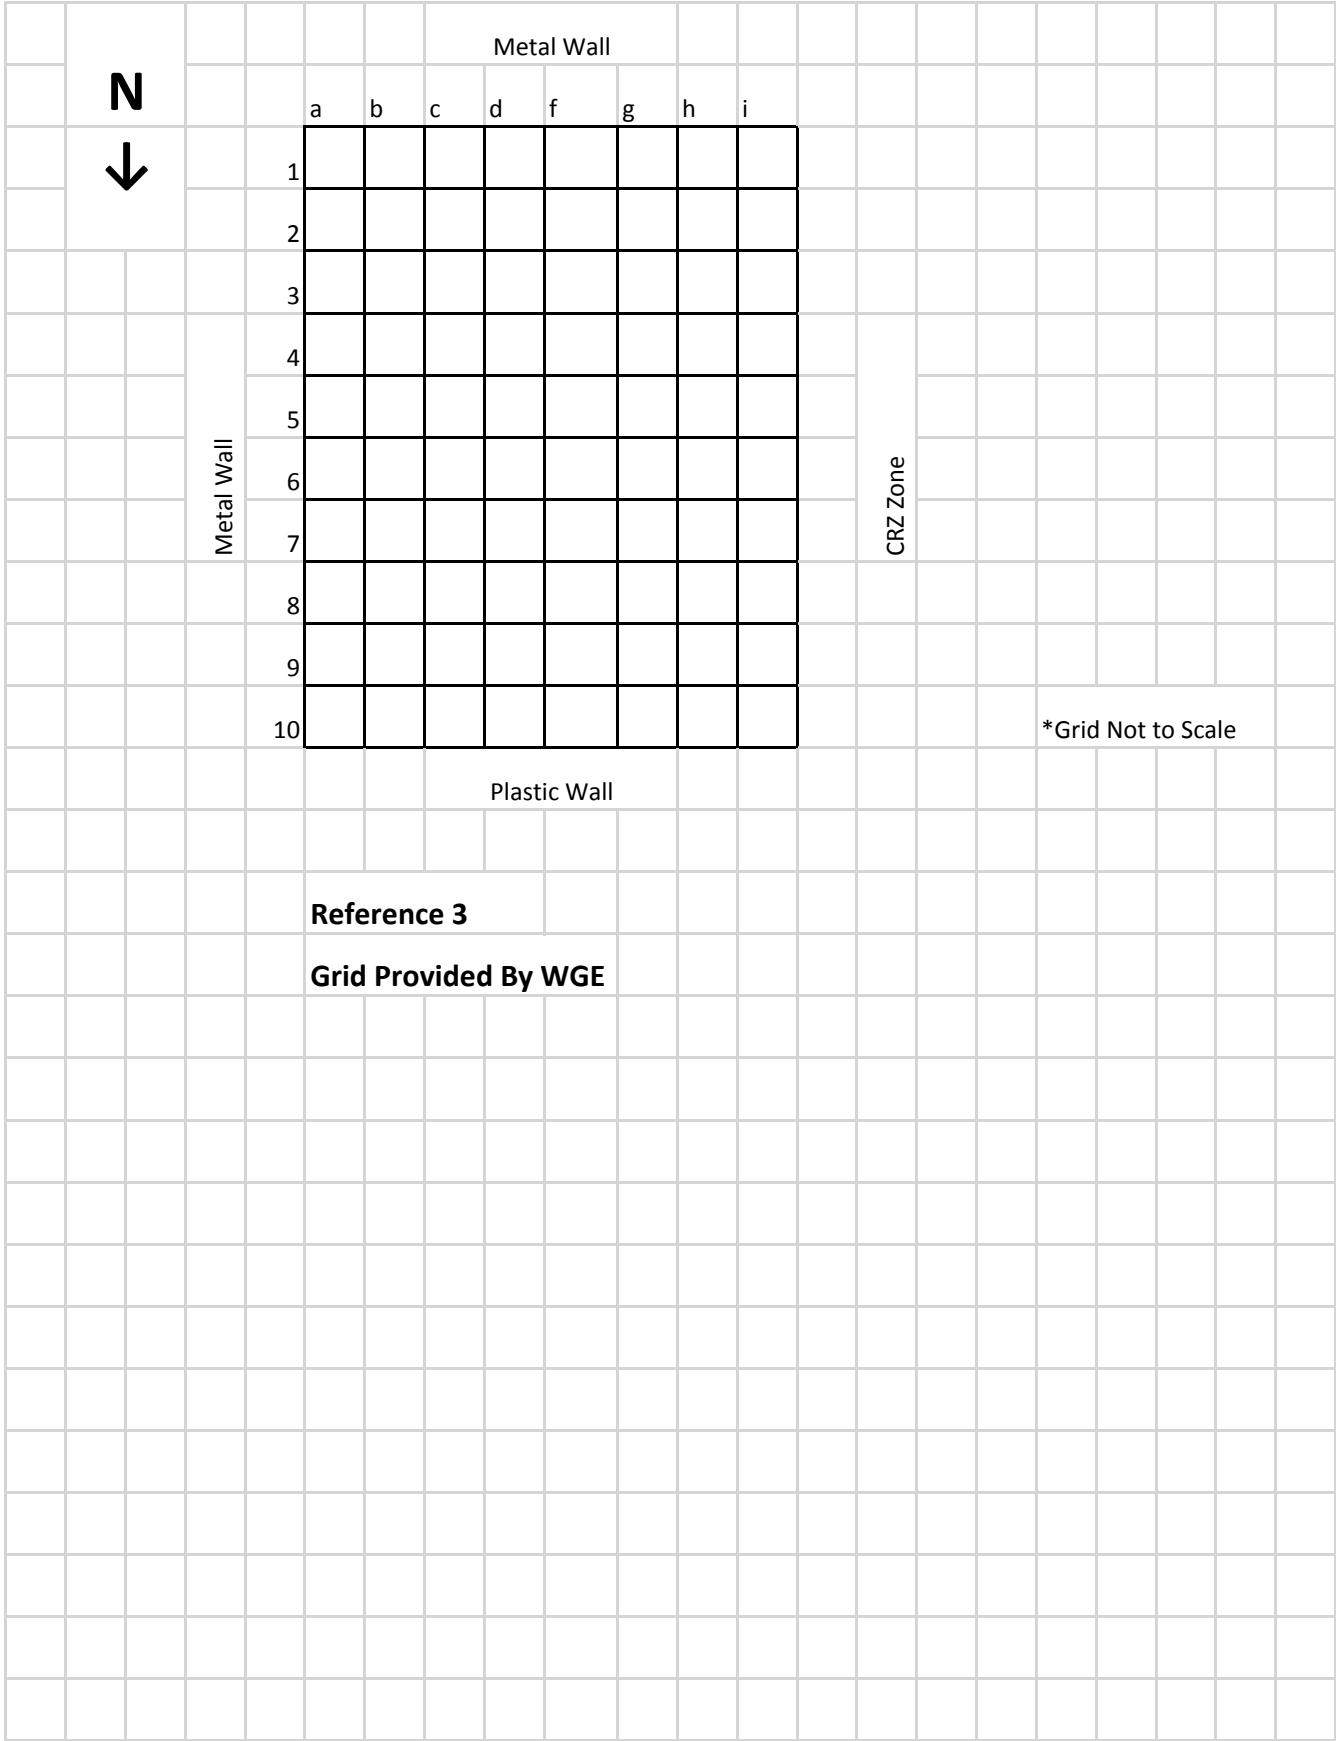 Metal Wall
N
↓
a b c d f g h i
1
2
3
4
5
6
7
8
9
10
Metal Wall
CRZ Zone
*Grid Not to Scale
Plastic Wall
Reference 3
Grid Provided By WGE